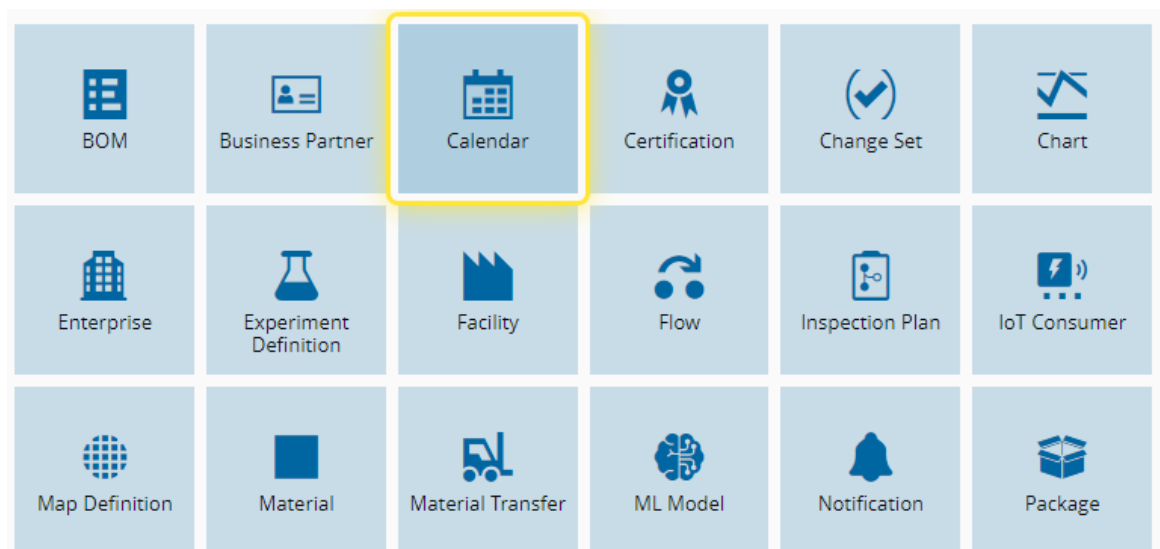 BOM
Business Partner
Calendar
Certification
Change Set
Chart
Enterprise
Experiment
Definition
Facility
Flow
Inspection Plan
IoT Consumer
Map Definition
Material
Material Transfer
ML Model
Notification
Package